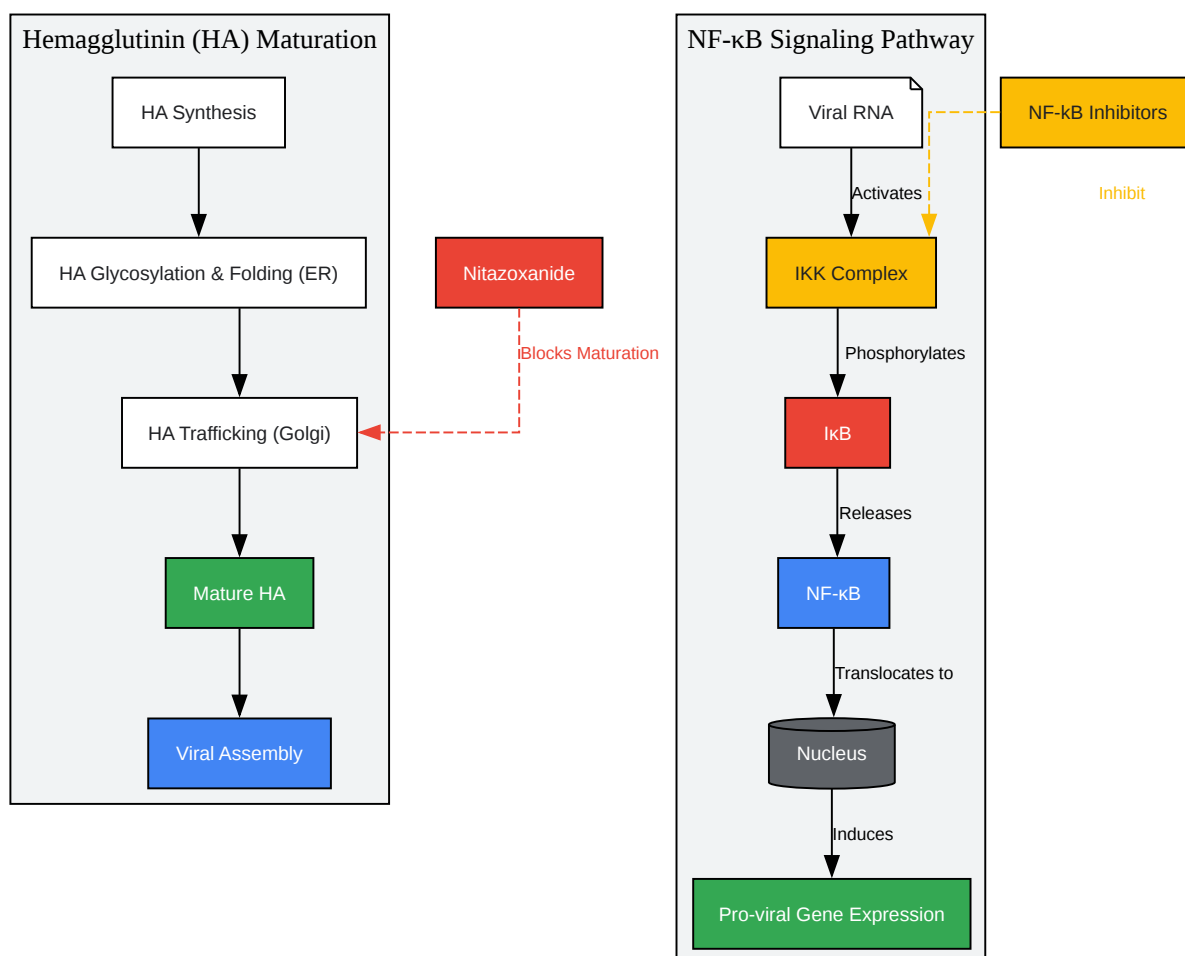 Hemagglutinin (HA) Maturation
HA Synthesis
HA Glycosylation & Folding (ER)
HA Trafficking (Golgi)
Mature HA
Viral Assembly
Nitazoxanide
Blocks Maturation
NF-κB Signaling Pathway
Viral RNA
Activates
IKK Complex
Phosphorylates
IκB
Releases
NF-κB
Translocates to
Nucleus
Induces
Pro-viral Gene Expression
NF-kB Inhibitors
Inhibit